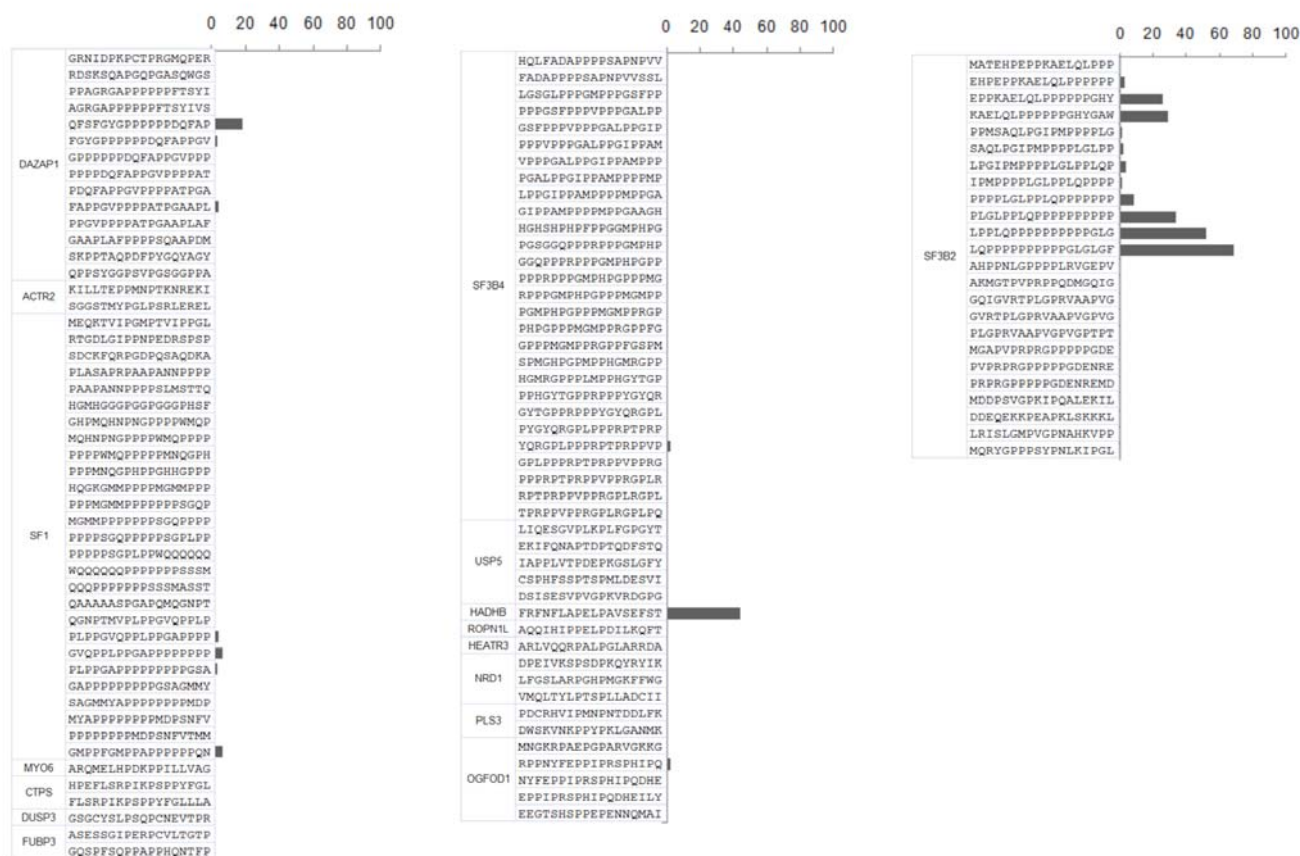 0 20 40 60 80 100
DAZAP1
GRNIDPKPCTPRGMQPER
RDSKSQAPGQPGASQWGS
PPAGRGAPPPPPPFTSYI
AGRGAPPPPPPFTSYIVS
QFSFGYGPPPPPPDQFAP
FGYGPPPPPPDQFAPPGV
GPPPPPPDQFAPPGVPPP
PPPPDQFAPPGVPPPPAT
PDQFAPPGVPPPPATPGA
FAPPGVPPPPATPGAAPL
PPGVPPPPATPGAAPLAF
GAAPLAFPPPPSQAAPDM
SKPPTAQPDFPYGQYAGY
QPPSYGGPSVPGSGGPPA
ACTR2
KILLTEPPMNPTKNREKI
SGGSTMYPGLPSRLEREL
SF1
MEQKTVIPGMPTVIPPGL
RTGDLGIPPNPEDRSPSP
SDCKFQRPGDPQSAQDKA
PLASAPRPAAPANNPPPP
PAAPANNPPPPSLMSTTQ
HGMHGGGPGGPGGGPHSF
GHPMQHNPNGPPPPWMQP
MQHNPNGPPPPWMQPPPP
PPPPWMQPPPPPMNQGPH
PPPMNQGPHPPGHHGPPP
HQGKGMMPPPPMGMMPPP
PPPMGMMPPPPPPPSGQP
MGMMPPPPPPPSGQPPPP
PPPPSGQPPPPPSGPLPP
PPPPPSGPLPPWQQQQQQ
WQQQQQQPPPPPPPSSSM
QQQPPPPPPPSSSMASST
QAAAAASPGAPQMQGNPT
QGNPTMVPLPPGVQPPLP
PLPPGVQPPLPPGAPPPP
GVQPPLPPGAPPPPPPPP
PLPPGAPPPPPPPPPGSA
GAPPPPPPPPPGSAGMMY
SAGMMYAPPPPPPPPMDP
MYAPPPPPPPPMDPSNFV
PPPPPPPPMDPSNFVTMM
GMPPFGMPPAPPPPPPQN
MYO6
ARQMELHPDKPPILLVAG
CTPS
HPEFLSRPIKPSPPYFGL
FLSRPIKPSPPYFGLLLA
DUSP3
GSGCYSLPSQPCNEVTPR
FUBP3
ASESSGIPERPCVLTGTP
GQSPFSQPPAPPHQNTFP
0 20 40 60 80 100
SF3B4
HQLFADAPPPPSAPNPVV
FADAPPPPSAPNPVVSSL
LGSGLPPPGMPPPGSFPP
PPPGSFPPPVPPPGALPP
GSFPPPVPPPGALPPGIP
PPPVPPPGALPPGIPPAM
VPPPGALPPGIPPAMPPP
PGALPPGIPPAMPPPPMP
LPPGIPPAMPPPPMPPGA
GIPPAMPPPPMPPGAAGH
HGHSHPHPFPPGGMPHPG
PGSGGQPPPRPPPGMPHP
GGQPPPRPPPGMPHPGPP
PPPRPPPGMPHPGPPPMG
RPPPGMPHPGPPPMGMPP
PGMPHPGPPPMGMPPRGP
PHPGPPPMGMPPRGPPFG
GPPPMGMPPRGPPFGSPM
SPMGHPGPMPPHGMRGPP
HGMRGPPPLMPPHGYTGP
PPHGYTGPPRPPPYGYQR
GYTGPPRPPPYGYQRGPL
PYGYQRGPLPPPRPTPRP
YQRGPLPPPRPTPRPPVP
GPLPPPRPTPRPPVPPRG
PPPRPTPRPPVPPRGPLR
RPTPRPPVPPRGPLRGPL
TPRPPVPPRGPLRGPLPQ
USP5
LIQESGVPLKPLFGPGYT
EKIFQNAPTDPTQDFSTQ
IAPPLVTPDEPKGSLGFY
CSPHFSSPTSPMLDESVI
DSISESVPVGPKVRDGPG
HADHB
FRFNFLAPELPAVSEFST
ROPN1L
AQQIHIPPELPDILKQFT
HEATR3
ARLVQQRPALPGLARRDA
NRD1
DPEIVKSPSDPKQYRYIK
LFGSLARPGHPMGKFFWG
VMQLTYLPTSPLLADCII
PLS3
PDCRHVIPMNPNTDDLFK
DWSKVNKPPYPKLGANMK
OGFOD1
MNGKRPAEPGPARVGKKG
RPPNYFEPPIPRSPHIPQ
NYFEPPIPRSPHIPQDHE
EPPIPRSPHIPQDHEILY
EEGTSHSPPEPENNQMAI
0 20 40 60 80 100
SF3B2
MATEHPEPPKAELQLPPP
EHPEPPKAELQLPPPPPP
EPPKAELQLPPPPPPGHY
KAELQLPPPPPPGHYGAW
PPMSAQLPGIPMPPPPLG
SAQLPGIPMPPPPLGLPP
LPGIPMPPPPLGLPPLQP
IPMPPPPLGLPPLQPPPP
PPPPLGLPPLQPPPPPPP
PLGLPPLQPPPPPPPPPP
LPPLQPPPPPPPPPPGLG
LQPPPPPPPPPPGLGLGF
AHPPNLGPPPPLRVGEPV
AKMGTPVPRPPQDMGQIG
GQIGVRTPLGPRVAAPVG
GVRTPLGPRVAAPVGPVG
PLGPRVAAPVGPVGPTPT
MGAPVPRPRGPPPPPGDE
PVPRPRGPPPPPGDENRE
PRPRGPPPPPGDENREMD
MDDPSVGPKIPQALEKIL
DDEQEKKPEAPKLSKKKL
LRISLGMPVGPNAHKVPP
MQRYGPPPSYPNLKIPGL